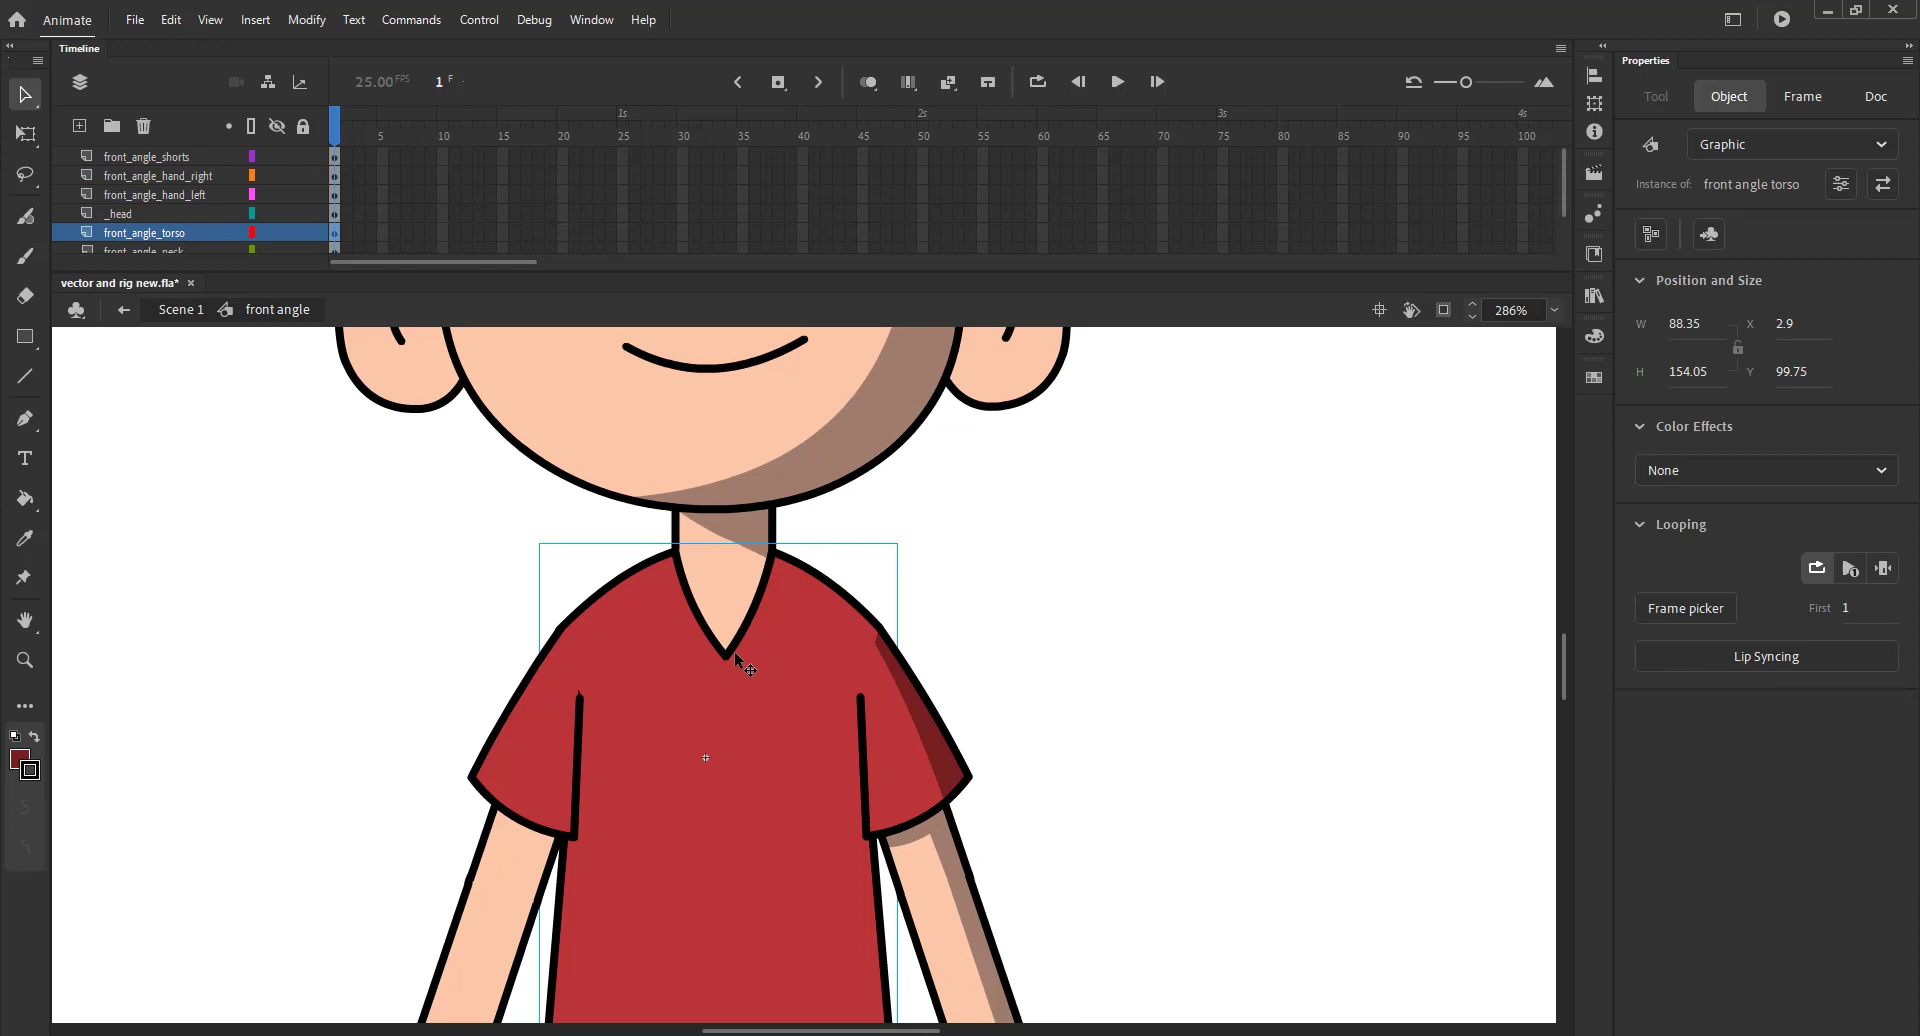 Animate File Edit View Insert Modify Text Commands Control Debug Window Help
Timeline
Properties
25.00 FPS 1 F
Tool Object Frame Doc
1s 2s 3s 4s
5 10 15 20 25 30 35 40 45 50 55 60 65 70 75 80 85 90 95 100
Graphic
front_angle_shorts
front_angle_hand_right
Instance of: front angle torso
front_angle_hand_left
_head
front_angle_torso
front_angle_neck
vector and rig new.fla*
Position and Size
Scene 1 front angle 286%
W 88.35 X 2.9
H 154.05 Y 99.75
Color Effects
None
Looping
Frame picker First 1
Lip Syncing